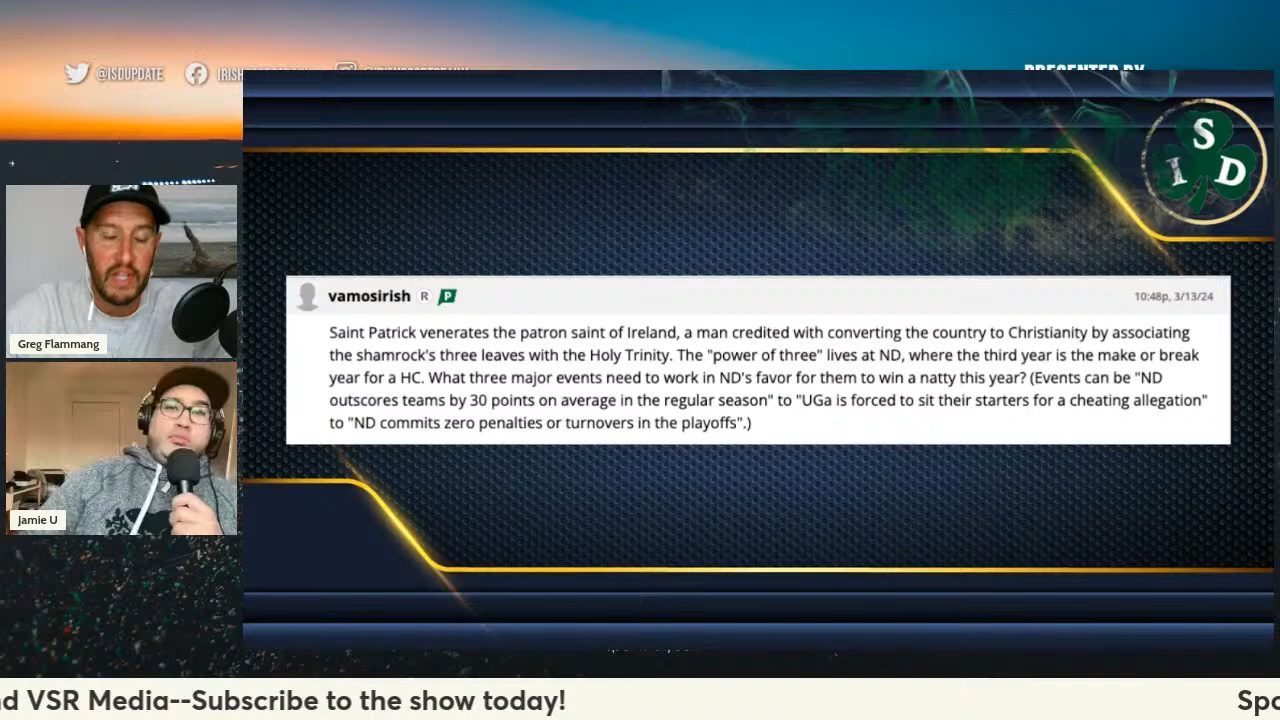 @ISDUPDATE
PRESENTED BY
S
I D
Greg Flammang
Jamie U
vamosirish R P
10:48p, 3/13/24
Saint Patrick venerates the patron saint of Ireland, a man credited with converting the country to Christianity by associating
the shamrock's three leaves with the Holy Trinity. The "power of three" lives at ND, where the third year is the make or break
year for a HC. What three major events need to work in ND's favor for them to win a natty this year? (Events can be "ND
outscores teams by 30 points on average in the regular season" to "UGa is forced to sit their starters for a cheating allegation"
to "ND commits zero penalties or turnovers in the playoffs".)
VSR Media--Subscribe to the show today!